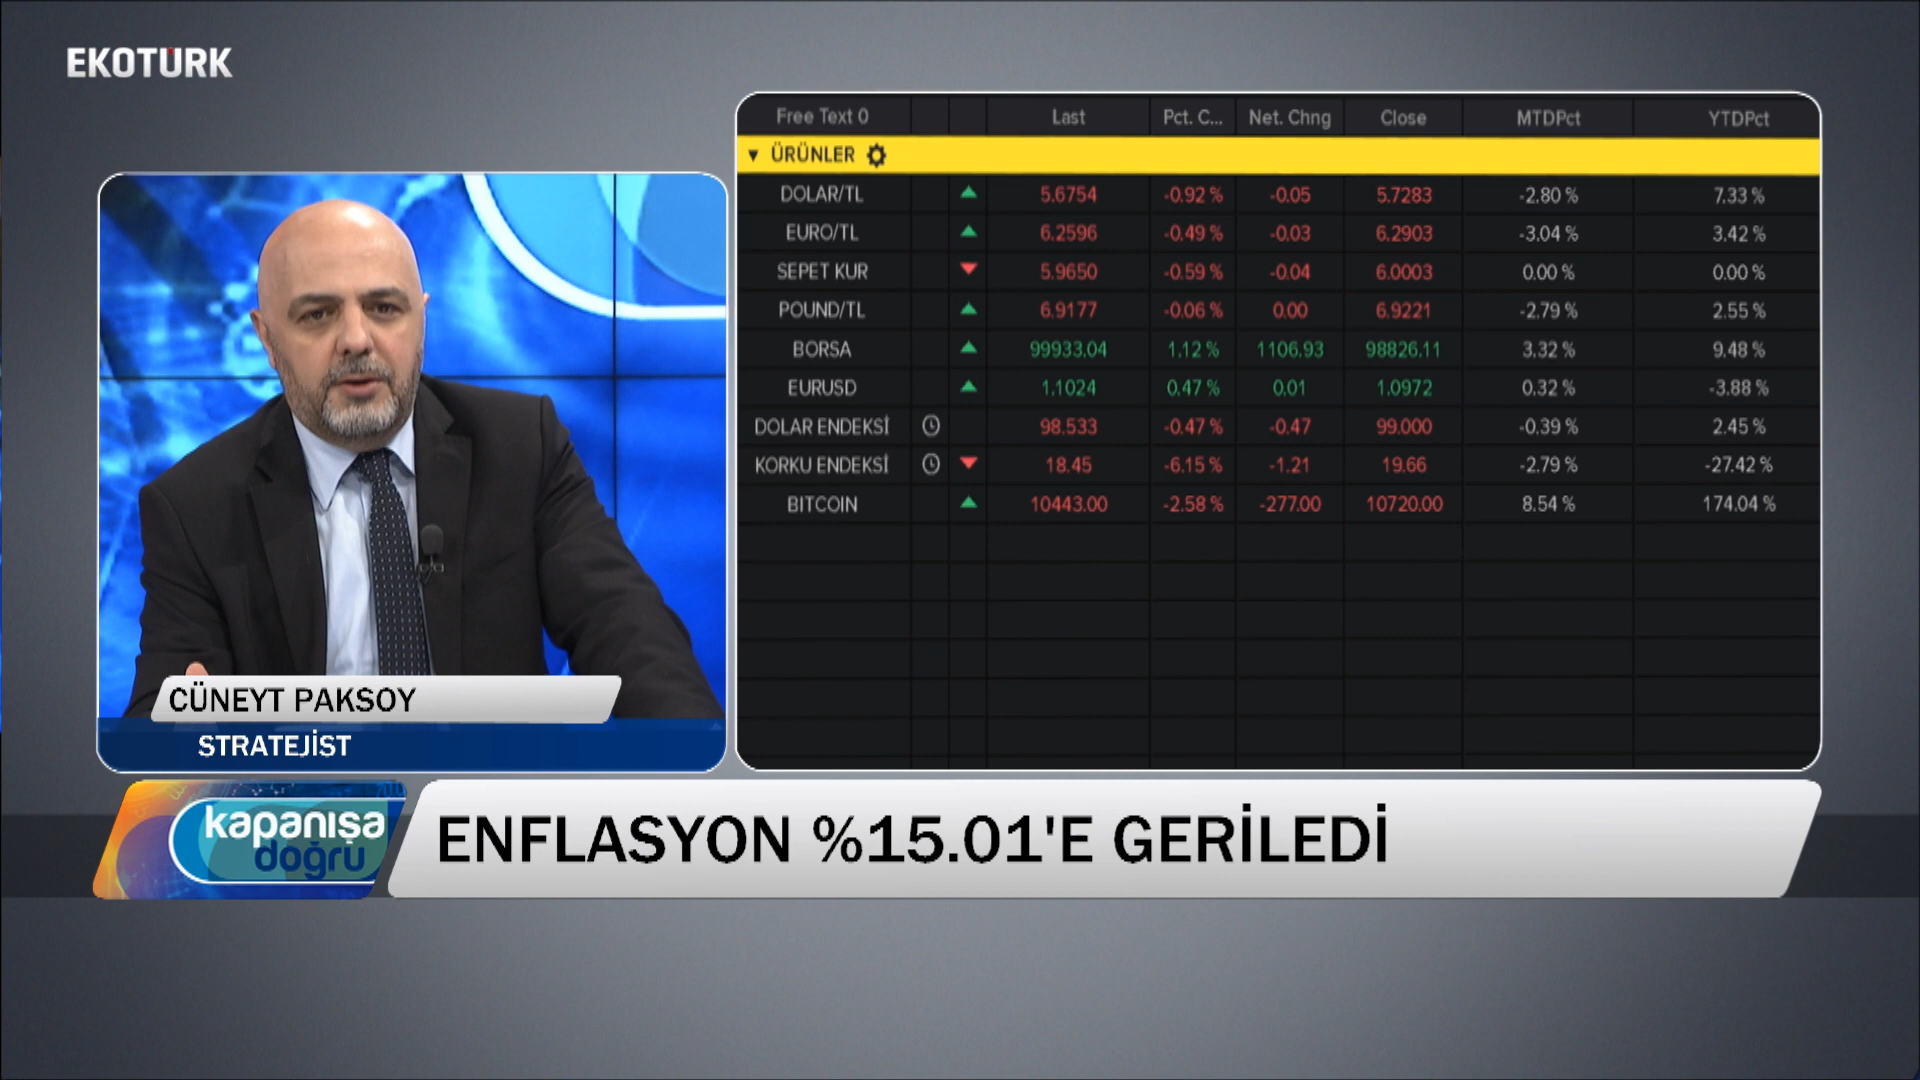 EKOTÜRK
Free Text 0 Last Pct. C... Net. Chng Close MTDPct YTDPct
ÜRÜNLER
DOLAR/TL 5.6754 -0.92 % -0.05 5.7283 -2.80 % 7.33 %
EURO/TL 6.2596 -0.49 % -0.03 6.2903 -3.04 % 3.42 %
SEPET KUR 5.9650 -0.59 % -0.04 6.0003 0.00 % 0.00 %
POUND/TL 6.9177 -0.06 % 0.00 6.9221 -2.79 % 2.55 %
BORSA 99933.04 1.12 % 1106.93 98826.11 3.32 % 9.48 %
EURUSD 1.1024 0.47 % 0.01 1.0972 0.32 % -3.88 %
DOLAR ENDEKSİ 98.533 -0.47 % -0.47 99.000 -0.39 % 2.45 %
KORKU ENDEKSİ 18.45 -6.15 % -1.21 19.66 -2.79 % -27.42 %
BITCOIN 10443.00 -2.58 % -277.00 10720.00 8.54 % 174.04 %
CÜNEYT PAKSOY
STRATEJİST
kapanışa
doğru
ENFLASYON %15.01'E GERİLEDİ